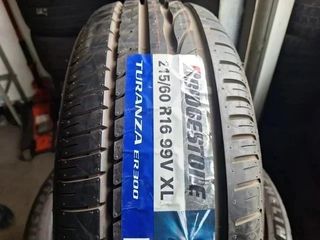 BRIDGESTONE
215/60 R16 99V XL
TURANZA ER300